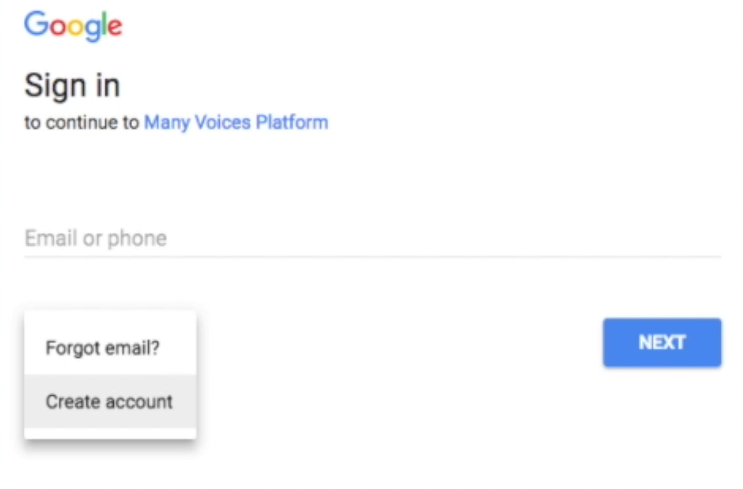 Google
Sign in
to continue to Many Voices Platform
Email or phone
Forgot email?
NEXT
Create account